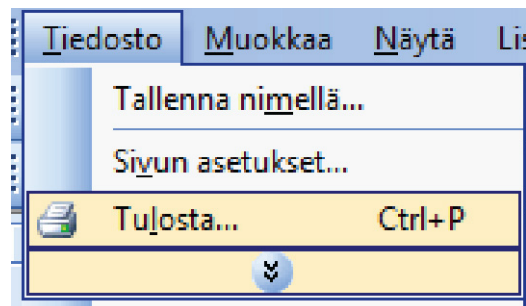 Tiedosto Muokkaa Näytä
Tallenna nimellä...
Sivun asetukset...
Tulosta... Ctrl+P